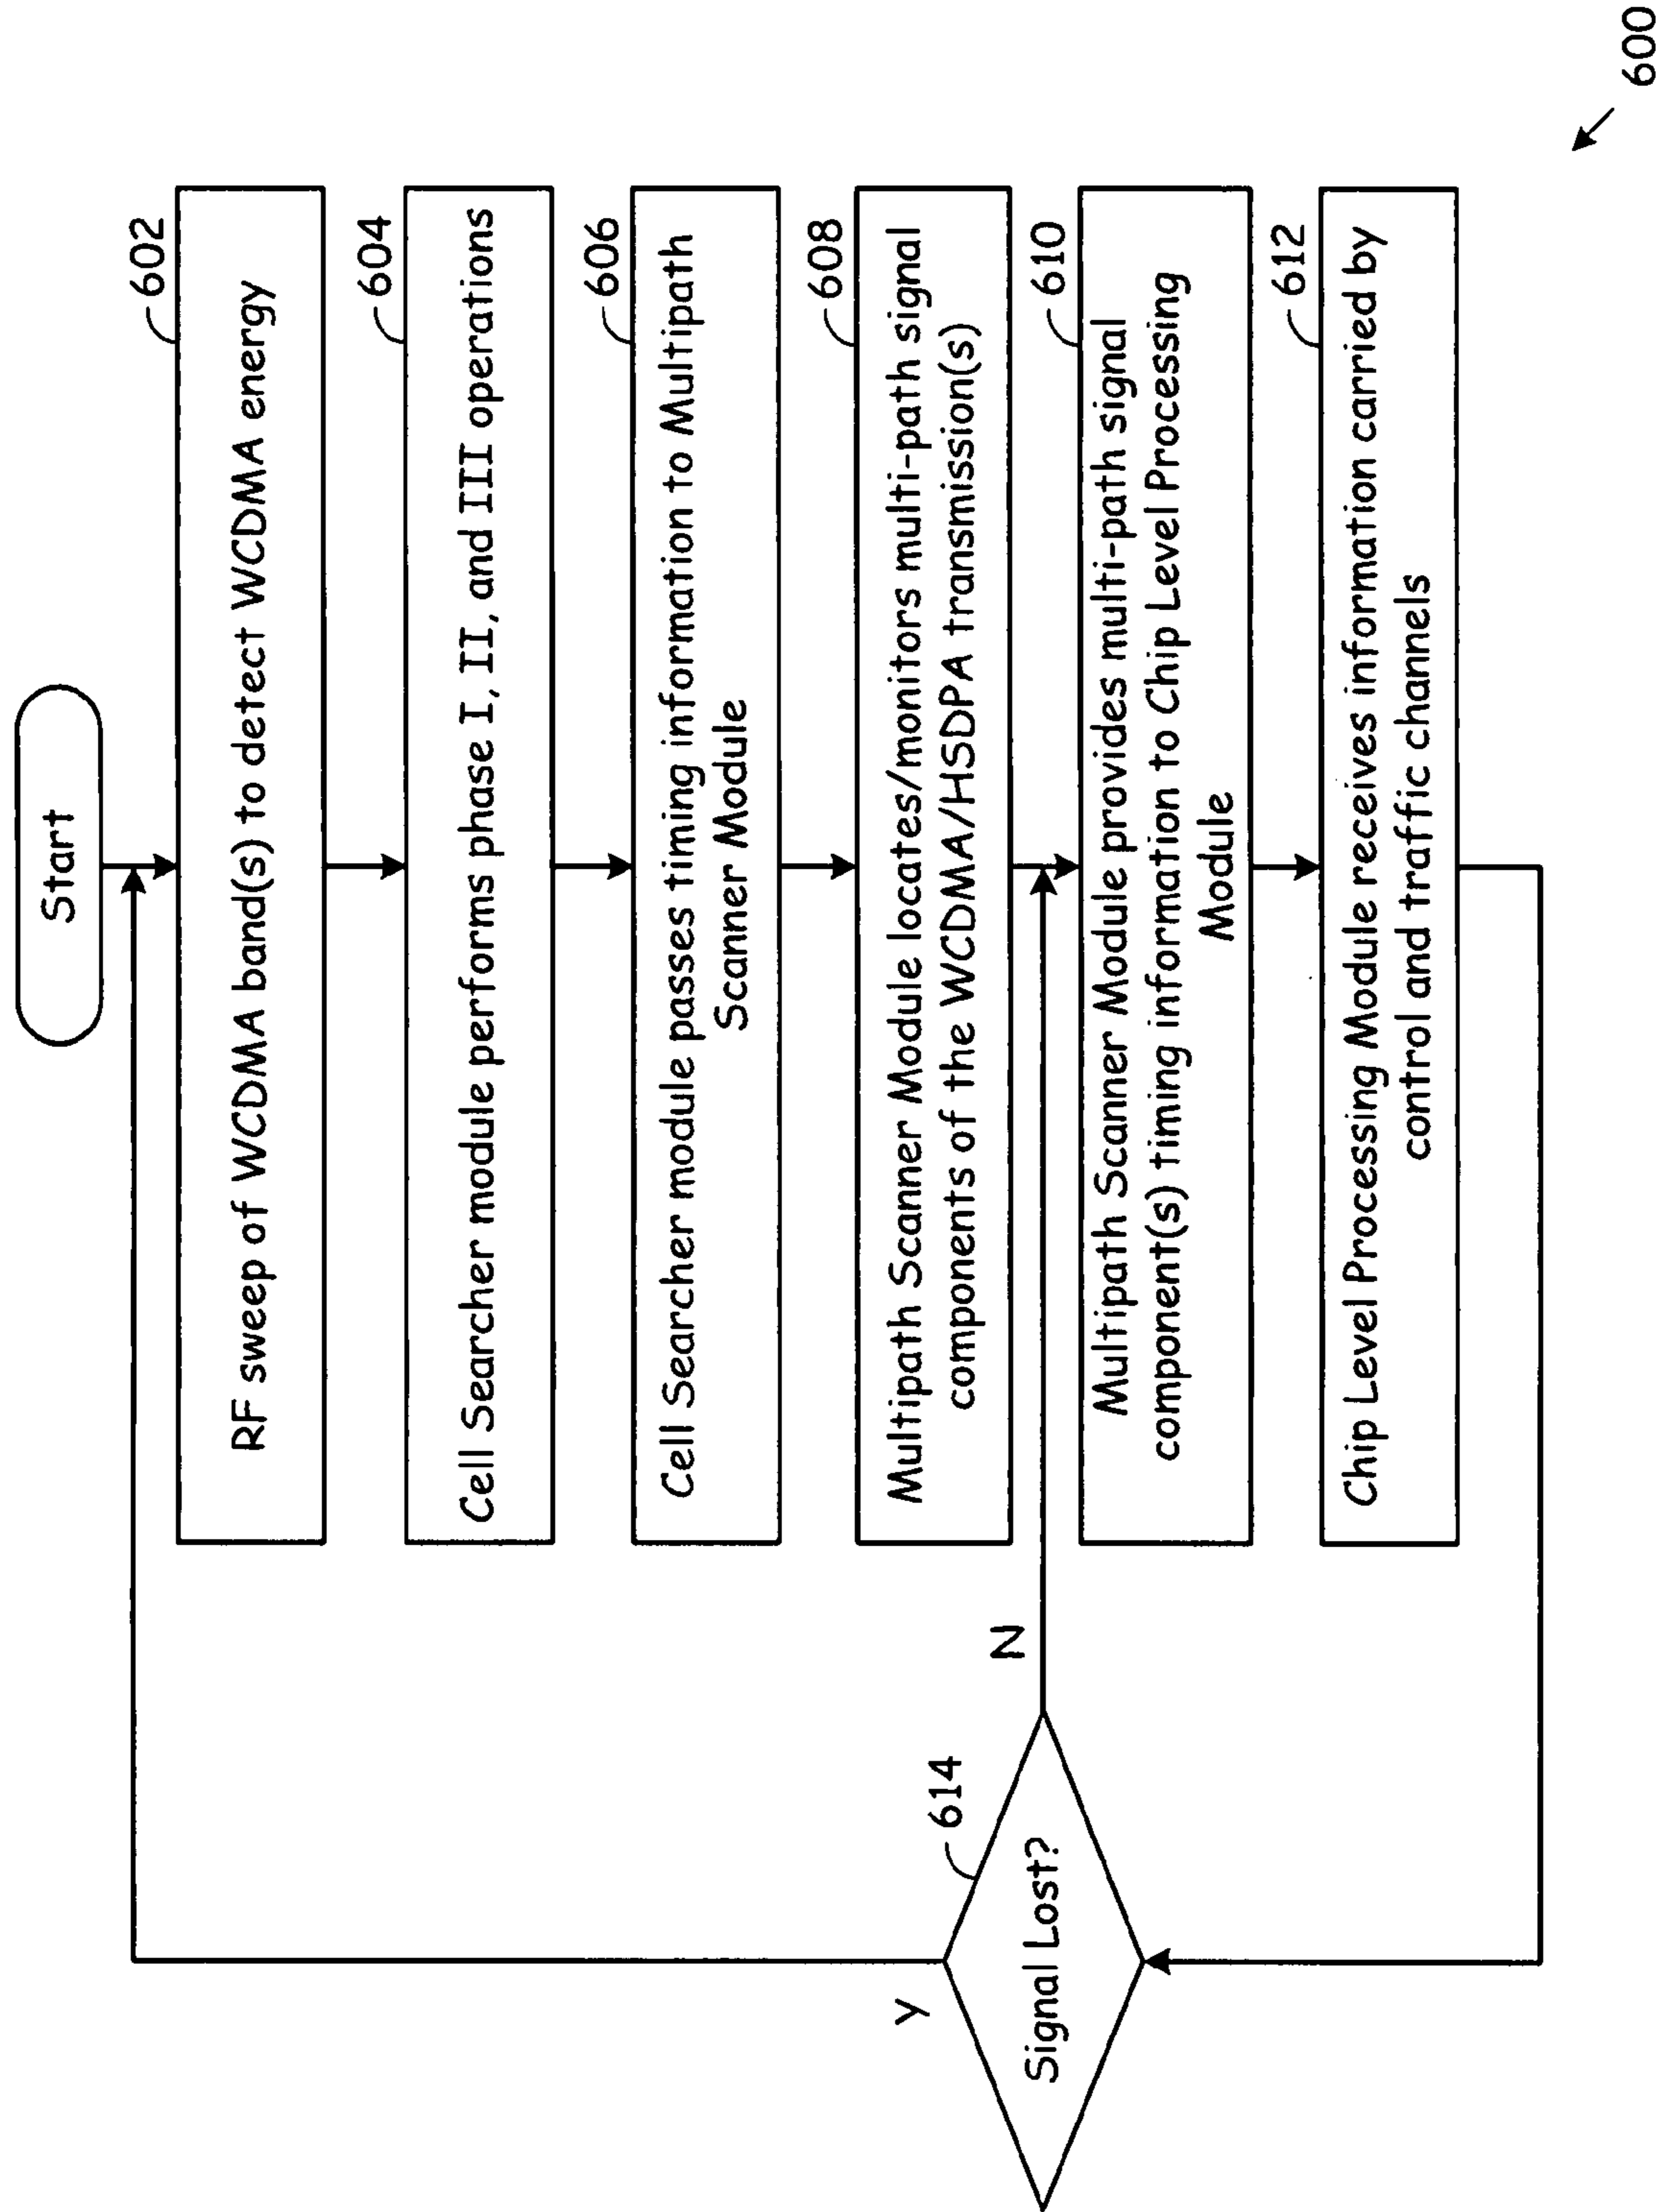 Start
602
RF sweep of WCDMA band(s) to detect WCDMA energy
604
Cell Searcher module performs phase I, II, and III operations
606
Cell Searcher module passes timing information to Multipath
Scanner Module
608
Multipath Scanner Module locates/monitors multi-path signal
components of the WCDMA/HSDPA transmission(s)
610
Multipath Scanner Module provides multi-path signal
component(s) timing information to Chip Level Processing
Module
612
Chip Level Processing Module receives information carried by
control and traffic channels
614
Signal Lost?
Y
N
600